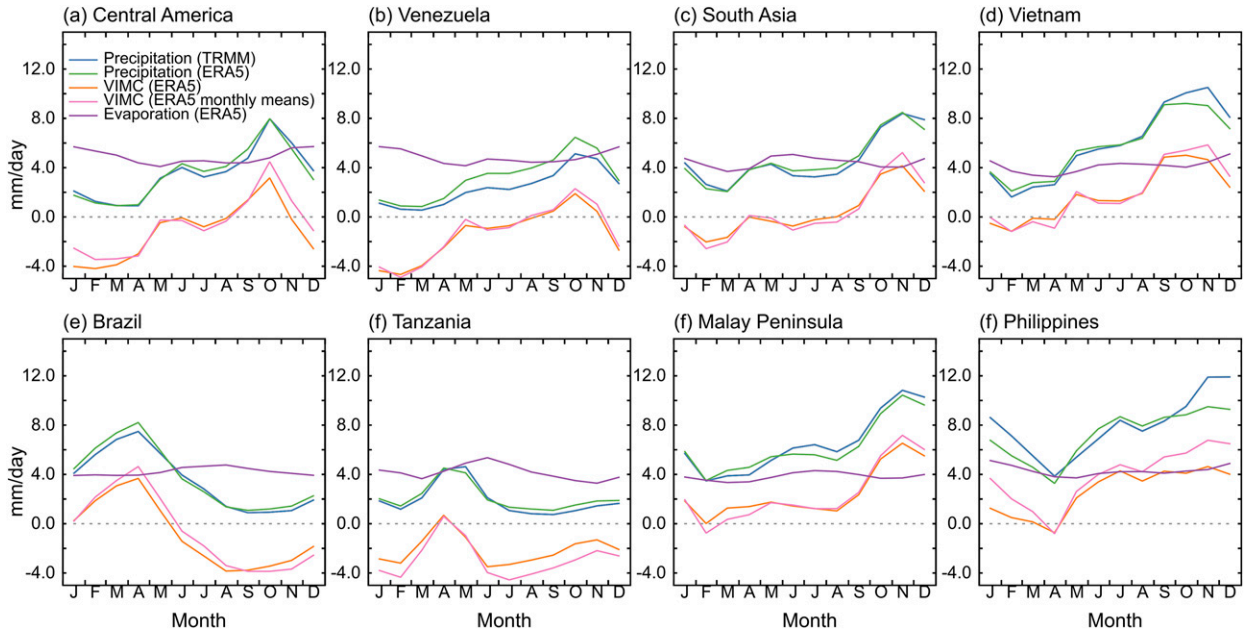 (a) Central America
(b) Venezuela
(c) South Asia
(d) Vietnam
Precipitation (TRMM)
Precipitation (ERA5)
VIMC (ERA5)
VIMC (ERA5 monthly means)
Evaporation (ERA5)
mm/day
12.0 12.0 12.0 12.0
8.0 8.0 8.0 8.0
4.0 4.0 4.0 4.0
0.0 0.0 0.0 0.0
-4.0 -4.0 -4.0 -4.0
J F M A M J J A S O N D
J F M A M J J A S O N D
J F M A M J J A S O N D
J F M A M J J A S O N D
(e) Brazil
(f) Tanzania
(f) Malay Peninsula
(f) Philippines
mm/day
12.0 12.0 12.0 12.0
8.0 8.0 8.0 8.0
4.0 4.0 4.0 4.0
0.0 0.0 0.0 0.0
-4.0 -4.0 -4.0 -4.0
J F M A M J J A S O N D
J F M A M J J A S O N D
J F M A M J J A S O N D
J F M A M J J A S O N D
Month
Month
Month
Month